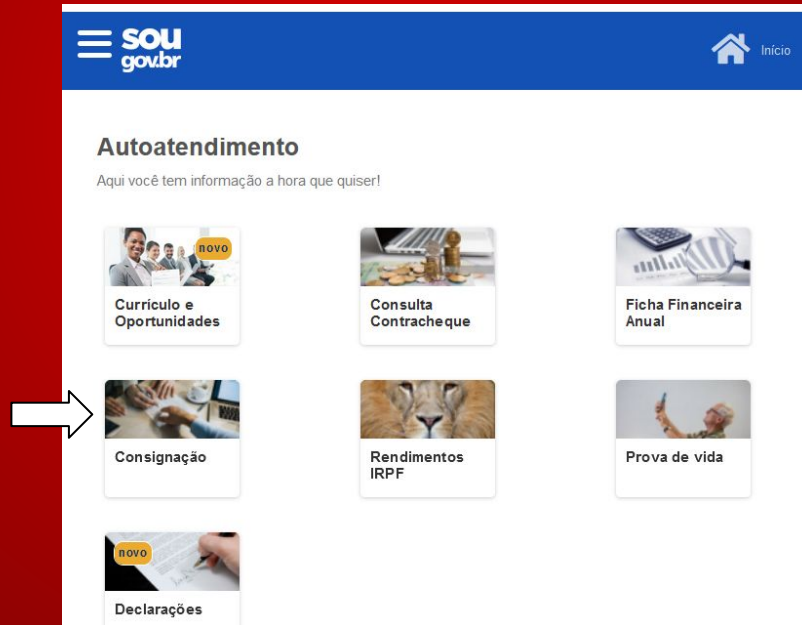 sou
gov.br
Início
Autoatendimento
Aqui você tem informação a hora que quiser!
novo
Currículo e
Oportunidades
Consulta
Contracheque
Ficha Financeira
Anual
Consignação
Rendimentos
IRPF
Prova de vida
novo
Declarações